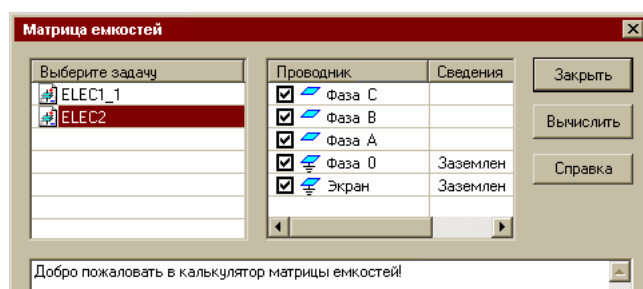 Матрица емкостей
Выберите задачу
ELEC1_1
ELEC2
Проводник Сведения
Фаза C
Фаза B
Фаза A
Фаза 0 Заземлен
Экран Заземлен
Закрыть
Вычислить
Справка
Добро пожаловать в калькулятор матрицы емкостей!